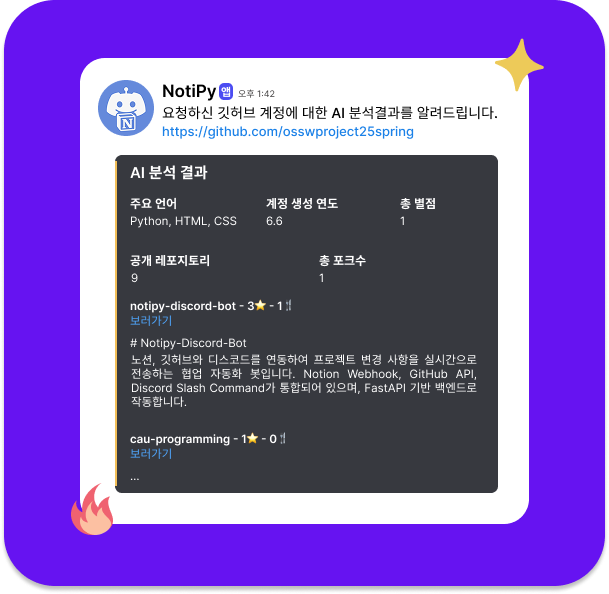 NotiPy 앱 오후 1:42
요청하신 깃허브 계정에 대한 AI 분석결과를 알려드립니다.
https://github.com/osswproject25spring
AI 분석 결과
주요 언어 계정 생성 연도 총 별점
Python, HTML, CSS 6.6 1
공개 레포지토리 총 포크수
9 1
notipy-discord-bot - 3⭐ - 1🍴
보러가기
# Notipy-Discord-Bot
노션, 깃허브와 디스코드를 연동하여 프로젝트 변경 사항을 실시간으로
전송하는 협업 자동화 봇입니다. Notion Webhook, GitHub API,
Discord Slash Command가 통합되어 있으며, FastAPI 기반 백엔드로
작동합니다.
cau-programming - 1⭐ - 0🍴
보러가기
...